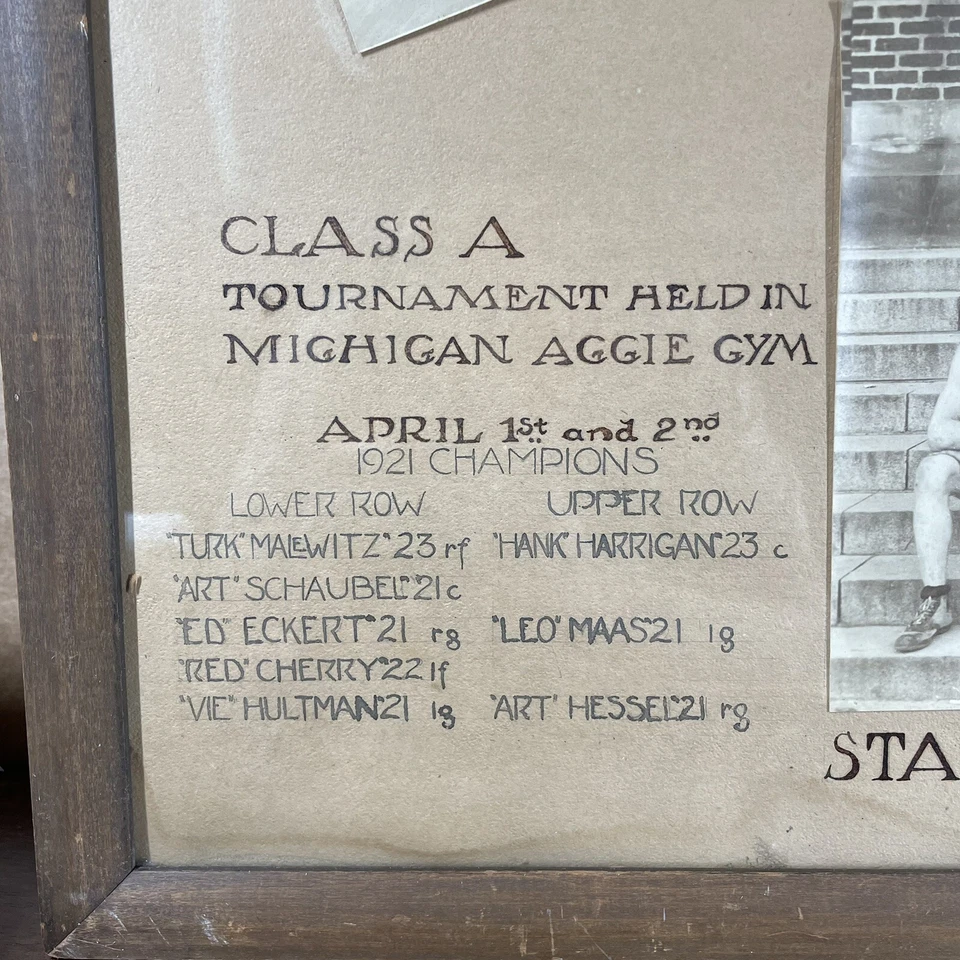 CLASS A
TOURNAMENT HELD IN
MICHIGAN AGGIE GYM
APRIL 1st and 2nd
1921 CHAMPIONS
LOWER ROW UPPER ROW
"TURK" MALEWITZ "23 rf "HANK" HARRIGAN "23 c
"ART" SCHAUBEL "21 c
"ED" ECKERT "21 rg "LEO" MAAS "21 lg
"RED" CHERRY "22 lf
"VIE" HULTMAN "21 lg "ART" HESSEL "21 rg
STA